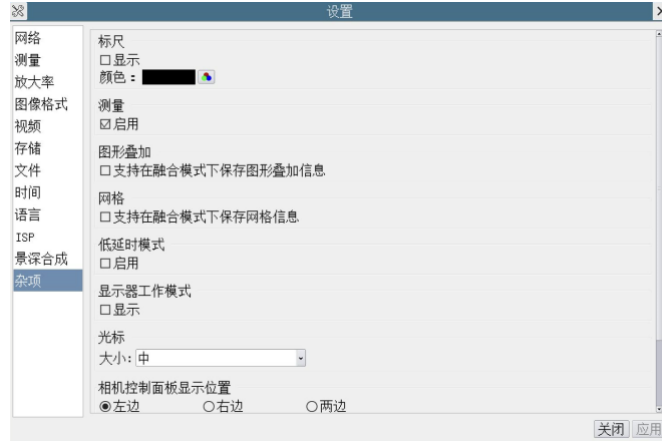 设置
网络
测量
放大率
图像格式
视频
存储
文件
时间
语言
ISP
景深合成
杂项
标尺
显示
颜色：
测量
启用
图形叠加
支持在融合模式下保存图形叠加信息
网格
支持在融合模式下保存网格信息
低延时模式
启用
显示器工作模式
显示
光标
大小: 中
相机控制面板显示位置
左边 右边 两边
关闭 应用